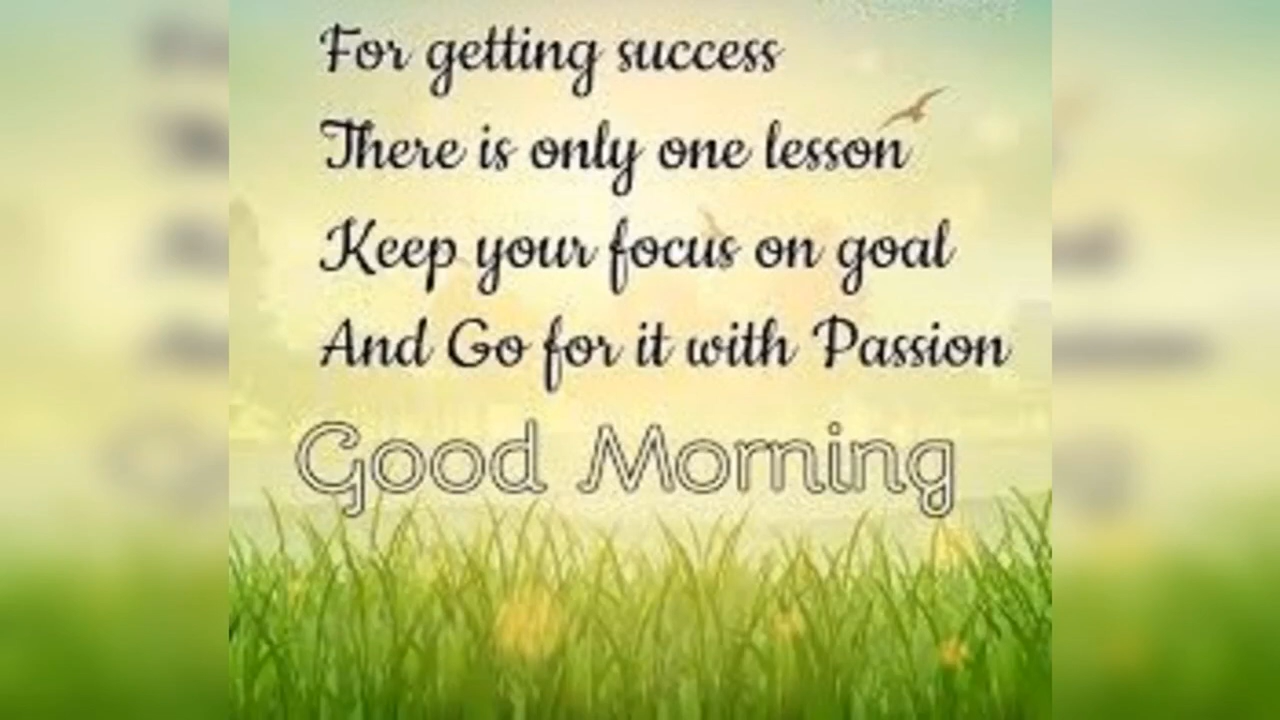 For getting success
There is only one lesson
Keep your focus on goal
And Go for it with Passion
Good Morning